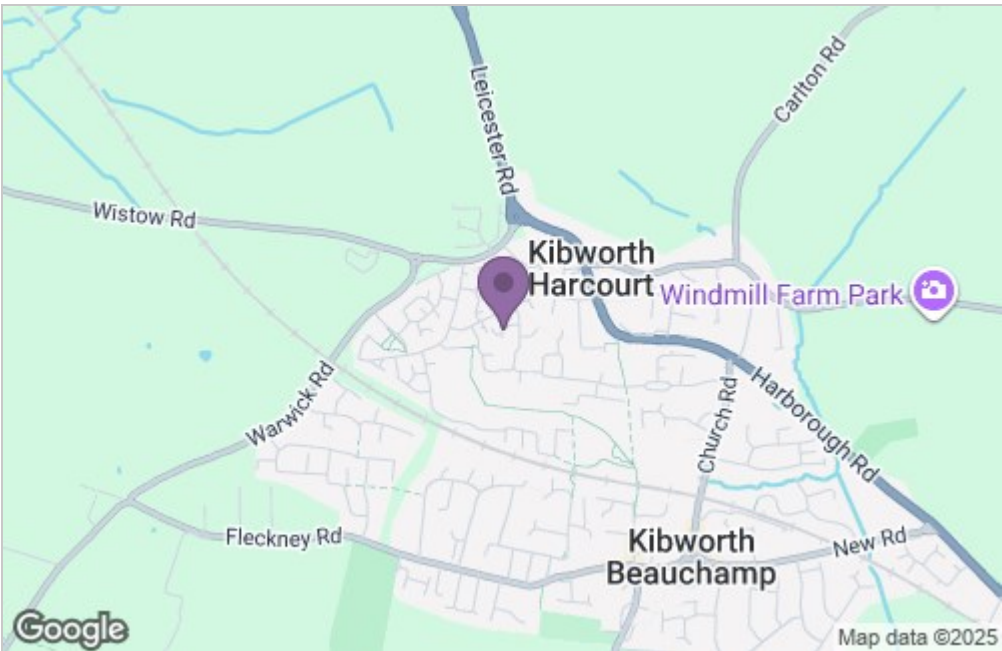 Leicester Rd
Carlton Rd
Wistow Rd
Kibworth
Harcourt
Windmill Farm Park
Warwick Rd
Church Rd
Harborough Rd
Fleckney Rd
Kibworth
Beauchamp
New Rd
Google
Map data ©2025